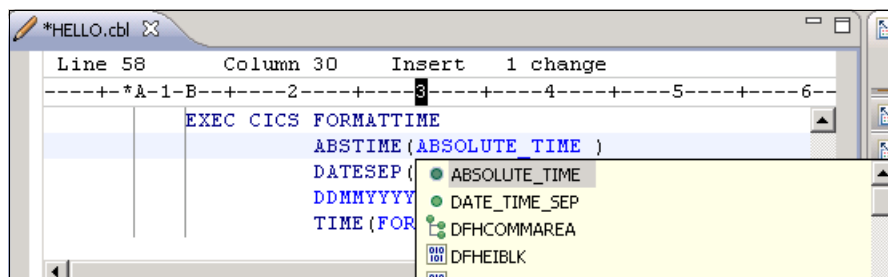 *HELLO.cbl
Line 58 Column 30 Insert 1 change
----+-*A-1-B--+----2----+----3----+----4----+----5----+----6--
EXEC CICS FORMATTIME
ABSTIME(ABSOLUTE_TIME )
DATESEP(
DDMMYYYY
TIME(FOR
ABSOLUTE_TIME
DATE_TIME_SEP
DFHCOMMAREA
DFHEIBLK